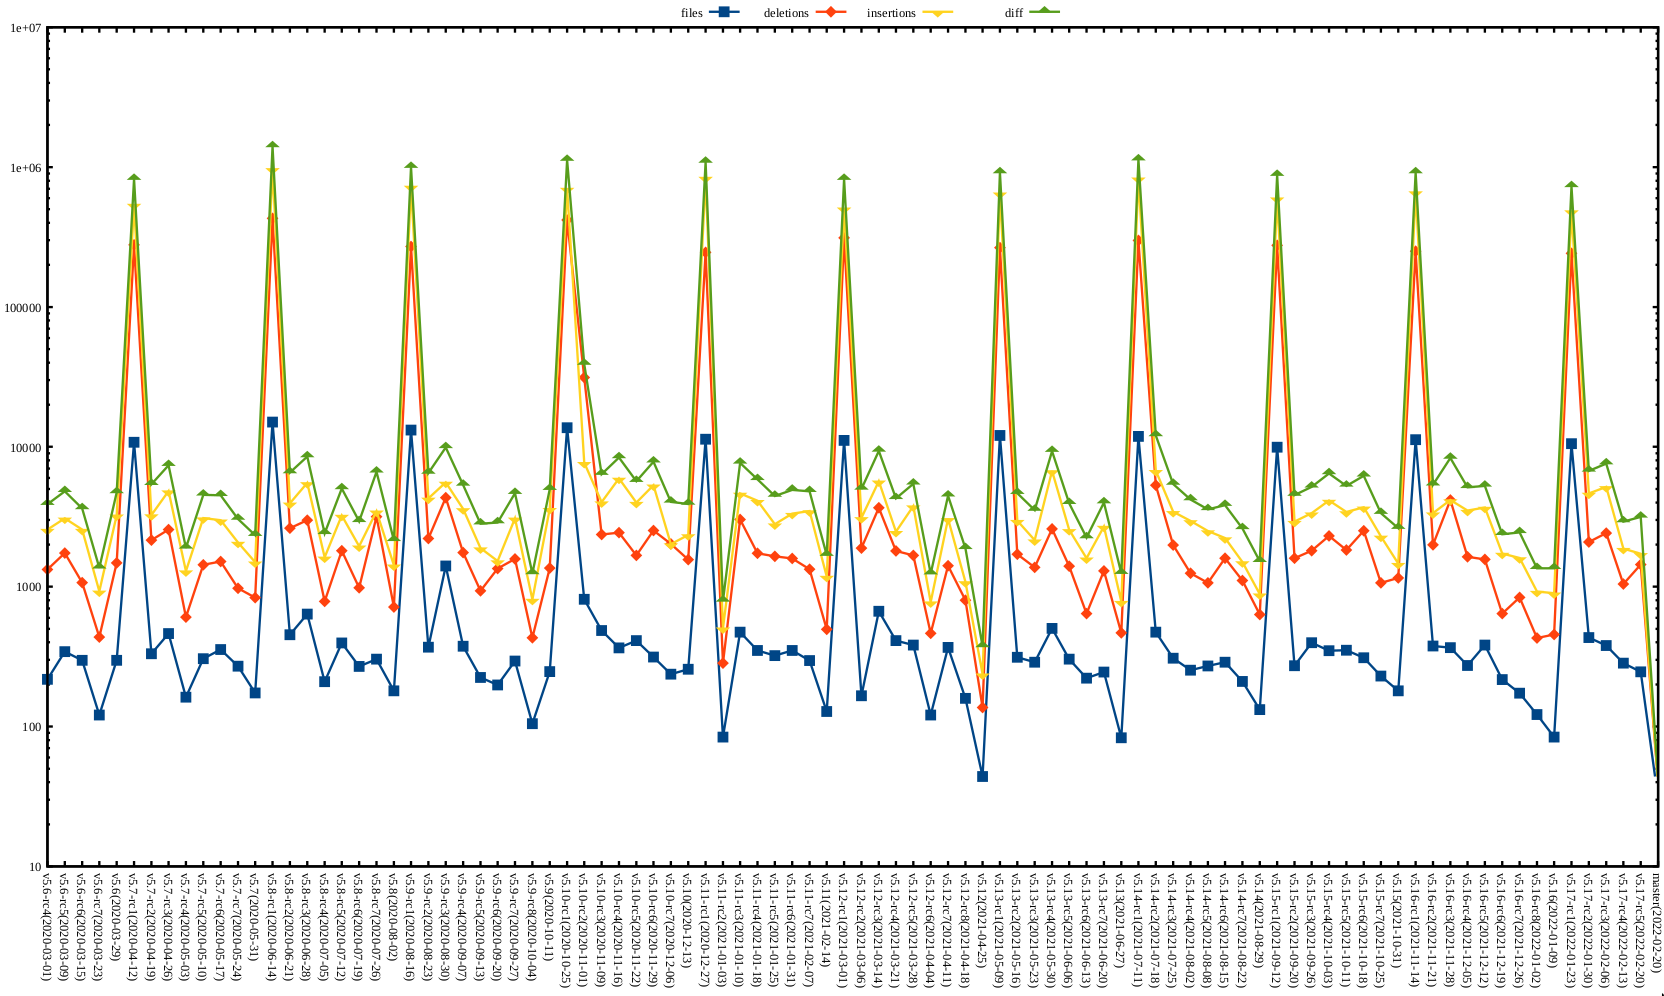 files
deletions
insertions
diff
1e+07
1e+06
100000
10000
1000
100
10
v5.6-rc4(2020-03-01)
v5.6-rc5(2020-03-09)
v5.6-rc6(2020-03-15)
v5.6-rc7(2020-03-23)
v5.6(2020-03-29)
v5.7-rc1(2020-04-12)
v5.7-rc2(2020-04-19)
v5.7-rc3(2020-04-26)
v5.7-rc4(2020-05-03)
v5.7-rc5(2020-05-10)
v5.7-rc6(2020-05-17)
v5.7-rc7(2020-05-24)
v5.7(2020-05-31)
v5.8-rc1(2020-06-14)
v5.8-rc2(2020-06-21)
v5.8-rc3(2020-06-28)
v5.8-rc4(2020-07-05)
v5.8-rc5(2020-07-12)
v5.8-rc6(2020-07-19)
v5.8-rc7(2020-07-26)
v5.8(2020-08-02)
v5.9-rc1(2020-08-16)
v5.9-rc2(2020-08-23)
v5.9-rc3(2020-08-30)
v5.9-rc4(2020-09-07)
v5.9-rc5(2020-09-13)
v5.9-rc6(2020-09-20)
v5.9-rc7(2020-09-27)
v5.9-rc8(2020-10-04)
v5.9(2020-10-11)
v5.10-rc1(2020-10-25)
v5.10-rc2(2020-11-01)
v5.10-rc3(2020-11-09)
v5.10-rc4(2020-11-16)
v5.10-rc5(2020-11-22)
v5.10-rc6(2020-11-29)
v5.10-rc7(2020-12-06)
v5.10(2020-12-13)
v5.11-rc1(2020-12-27)
v5.11-rc2(2021-01-03)
v5.11-rc3(2021-01-10)
v5.11-rc4(2021-01-18)
v5.11-rc5(2021-01-25)
v5.11-rc6(2021-01-31)
v5.11-rc7(2021-02-07)
v5.11(2021-02-14)
v5.12-rc1(2021-03-01)
v5.12-rc2(2021-03-06)
v5.12-rc3(2021-03-14)
v5.12-rc4(2021-03-21)
v5.12-rc5(2021-03-28)
v5.12-rc6(2021-04-04)
v5.12-rc7(2021-04-11)
v5.12-rc8(2021-04-18)
v5.12(2021-04-25)
v5.13-rc1(2021-05-09)
v5.13-rc2(2021-05-16)
v5.13-rc3(2021-05-23)
v5.13-rc4(2021-05-30)
v5.13-rc5(2021-06-06)
v5.13-rc6(2021-06-13)
v5.13-rc7(2021-06-20)
v5.13(2021-06-27)
v5.14-rc1(2021-07-11)
v5.14-rc2(2021-07-18)
v5.14-rc3(2021-07-25)
v5.14-rc4(2021-08-02)
v5.14-rc5(2021-08-08)
v5.14-rc6(2021-08-15)
v5.14-rc7(2021-08-22)
v5.14(2021-08-29)
v5.15-rc1(2021-09-12)
v5.15-rc2(2021-09-20)
v5.15-rc3(2021-09-26)
v5.15-rc4(2021-10-03)
v5.15-rc5(2021-10-11)
v5.15-rc6(2021-10-18)
v5.15-rc7(2021-10-25)
v5.15(2021-10-31)
v5.16-rc1(2021-11-14)
v5.16-rc2(2021-11-21)
v5.16-rc3(2021-11-28)
v5.16-rc4(2021-12-05)
v5.16-rc5(2021-12-12)
v5.16-rc6(2021-12-19)
v5.16-rc7(2021-12-26)
v5.16-rc8(2022-01-02)
v5.16(2022-01-09)
v5.17-rc1(2022-01-23)
v5.17-rc2(2022-01-30)
v5.17-rc3(2022-02-06)
v5.17-rc4(2022-02-13)
v5.17-rc5(2022-02-20)
master(2022-02-20)